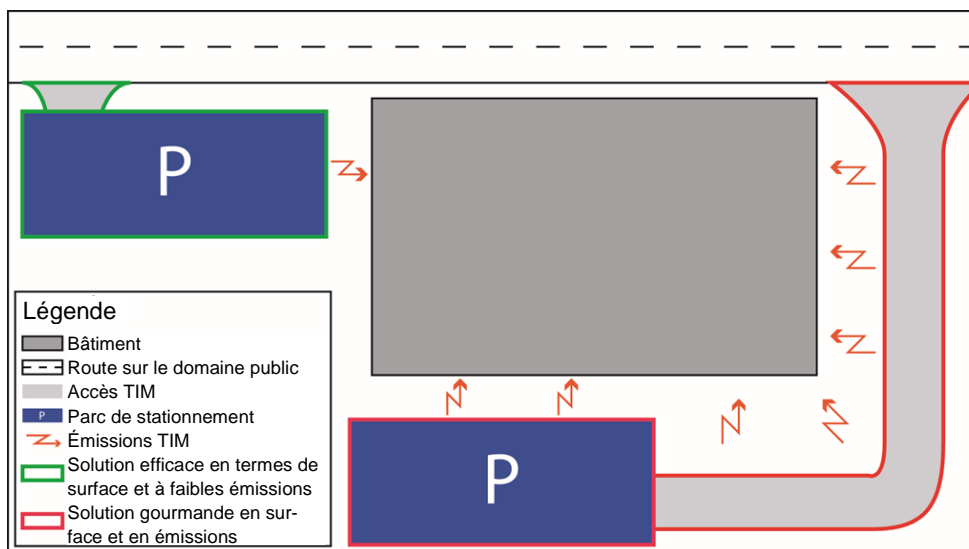 P
Légende
Bâtiment
Route sur le domaine public
Accès TIM
P Parc de stationnement
Émissions TIM
Solution efficace en termes de
surface et à faibles émissions
Solution gourmande en sur-
face et en émissions
P